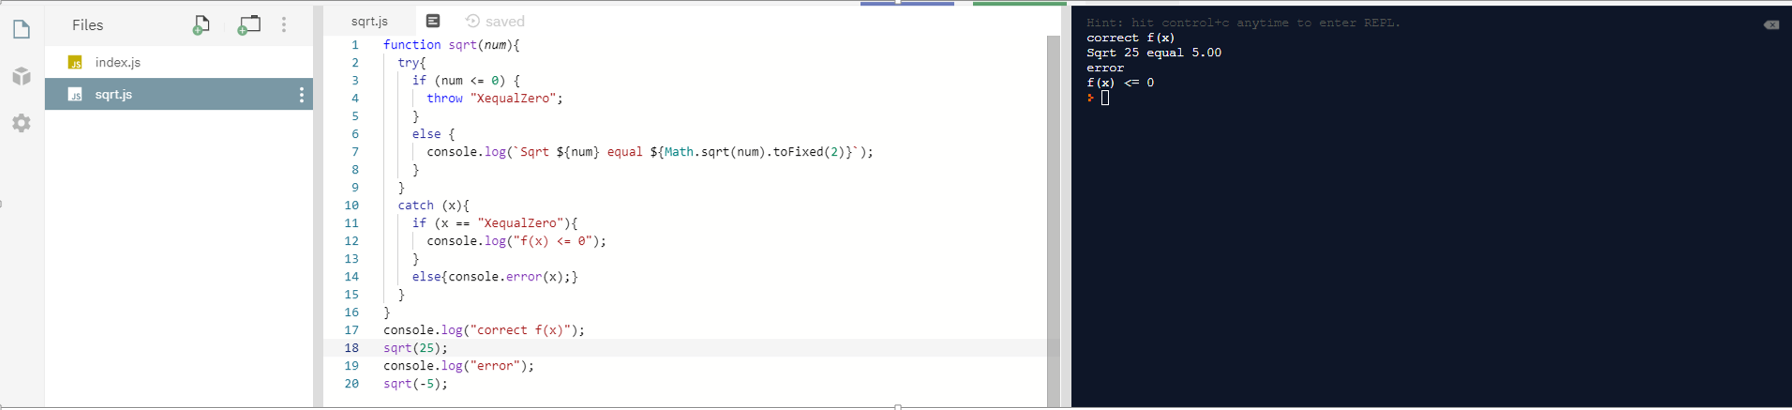 Files
JS index.js
JS sqrt.js
sqrt.js saved
1 function sqrt(num){
2 try{
3 if (num <= 0) {
4 throw "XequalZero";
5 }
6 else {
7 console.log(`Sqrt ${num} equal ${Math.sqrt(num).toFixed(2)}`);
8 }
9 }
10 catch (x){
11 if (x == "XequalZero"){
12 console.log("f(x) <= 0");
13 }
14 else{console.error(x);}
15 }
16 }
17 console.log("correct f(x)");
18 sqrt(25);
19 console.log("error");
20 sqrt(-5);
Hint: hit control+c anytime to enter REPL.
correct f(x)
Sqrt 25 equal 5.00
error
f(x) <= 0